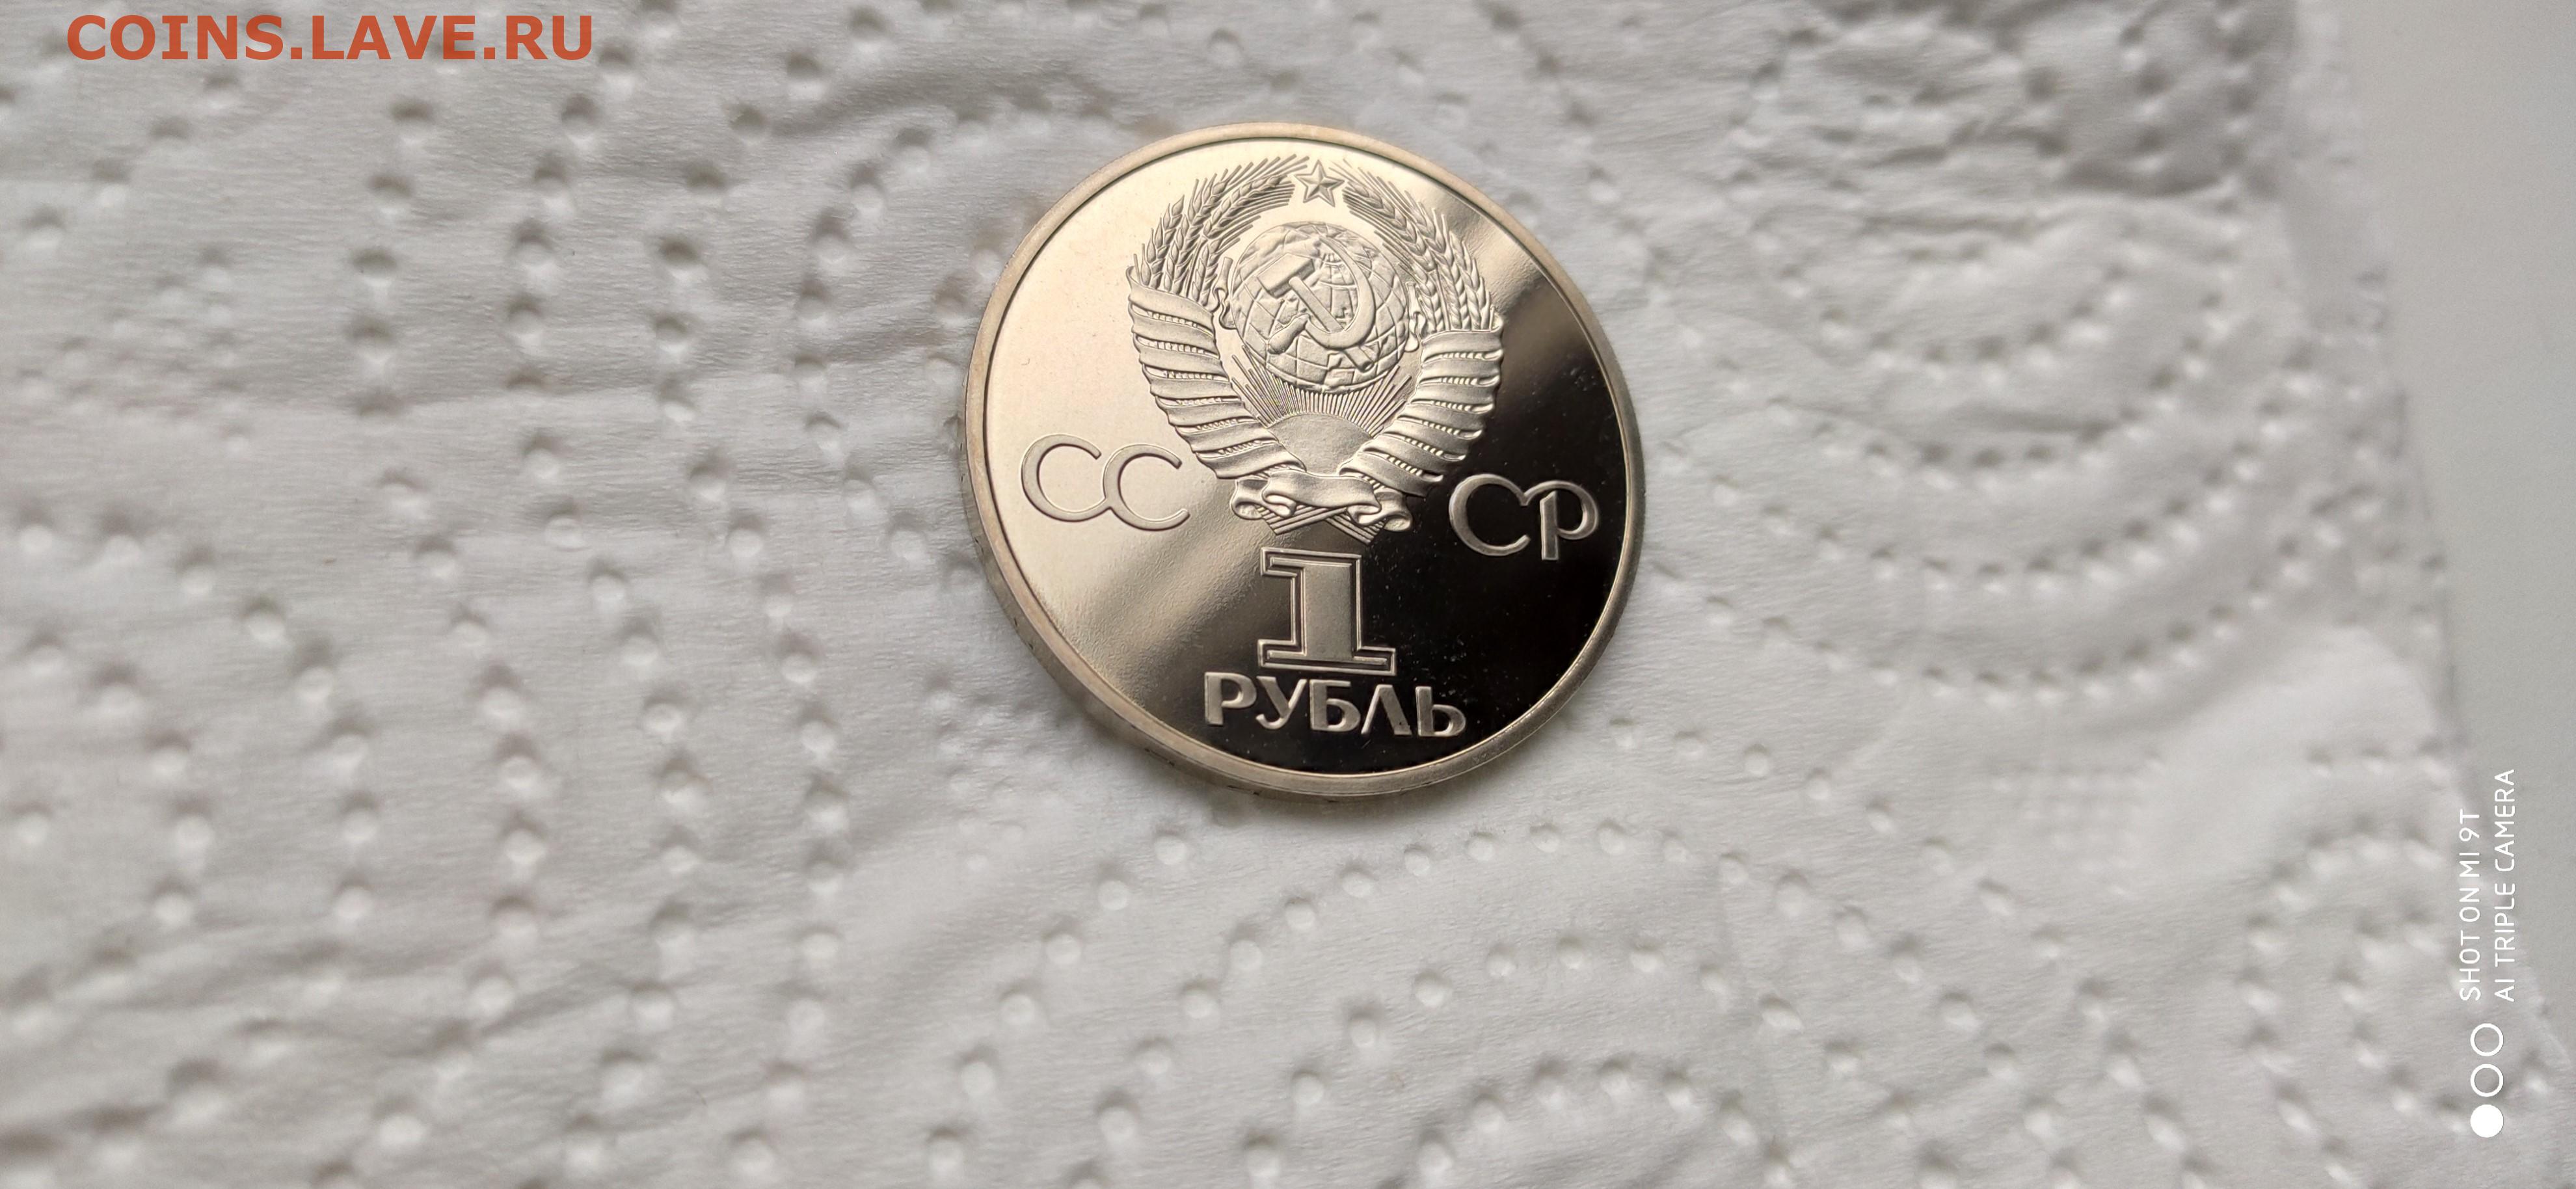 COINS.LAVE.RU
СС СР
1
РУБЛЬ
SHOT ON MI 9T
AI TRIPLE CAMERA